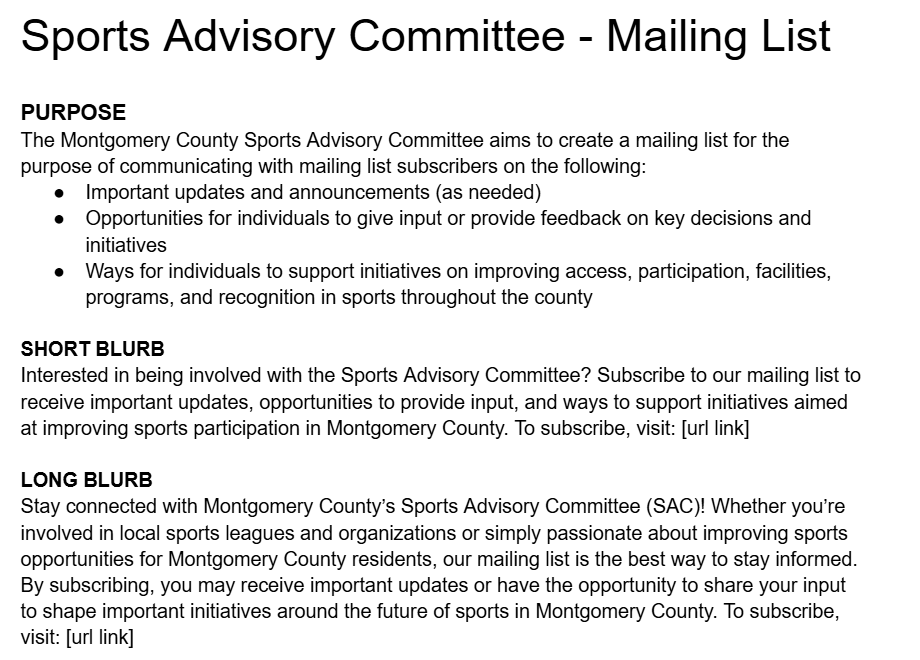 Sports Advisory Committee - Mailing List
PURPOSE
The Montgomery County Sports Advisory Committee aims to create a mailing list for the
purpose of communicating with mailing list subscribers on the following:
● Important updates and announcements (as needed)
● Opportunities for individuals to give input or provide feedback on key decisions and
initiatives
● Ways for individuals to support initiatives on improving access, participation, facilities,
programs, and recognition in sports throughout the county
SHORT BLURB
Interested in being involved with the Sports Advisory Committee? Subscribe to our mailing list to
receive important updates, opportunities to provide input, and ways to support initiatives aimed
at improving sports participation in Montgomery County. To subscribe, visit: [url link]
LONG BLURB
Stay connected with Montgomery County’s Sports Advisory Committee (SAC)! Whether you’re
involved in local sports leagues and organizations or simply passionate about improving sports
opportunities for Montgomery County residents, our mailing list is the best way to stay informed.
By subscribing, you may receive important updates or have the opportunity to share your input
to shape important initiatives around the future of sports in Montgomery County. To subscribe,
visit: [url link]